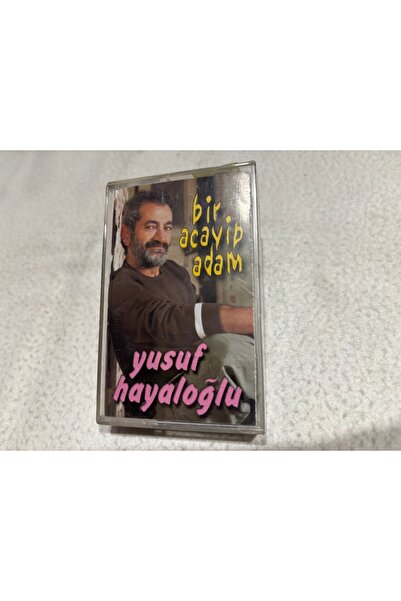 bir
acayip
adam
yusuf
hayaloğlu